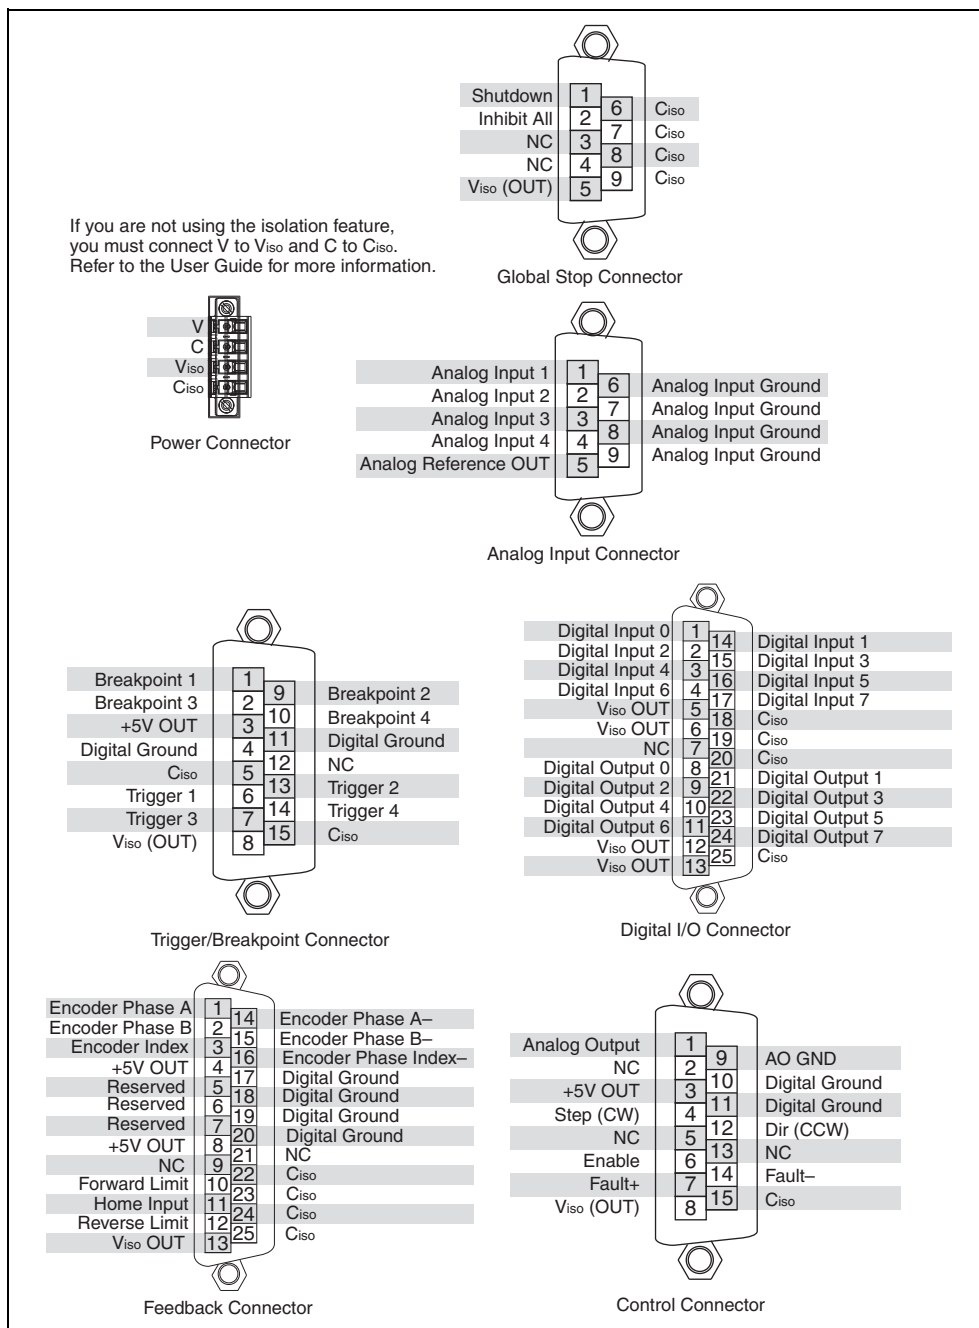 Shutdown 1
Inhibit All 2
NC 3
NC 4
Viso (OUT) 5
6 Ciso
7 Ciso
8 Ciso
9 Ciso
Global Stop Connector
If you are not using the isolation feature,
you must connect V to Viso and C to Ciso.
Refer to the User Guide for more information.
V
C
Viso
Ciso
Power Connector
Analog Input 1 1
Analog Input 2 2
Analog Input 3 3
Analog Input 4 4
Analog Reference OUT 5
6 Analog Input Ground
7 Analog Input Ground
8 Analog Input Ground
9 Analog Input Ground
Analog Input Connector
Breakpoint 1 1
Breakpoint 3 2
+5V OUT 3
Digital Ground 4
Ciso 5
Trigger 1 6
Trigger 3 7
Viso (OUT) 8
9 Breakpoint 2
10 Breakpoint 4
11 Digital Ground
12 NC
13 Trigger 2
14 Trigger 4
15 Ciso
Trigger/Breakpoint Connector
Digital Input 0 1
Digital Input 2 2
Digital Input 4 3
Digital Input 6 4
Viso OUT 5
Viso OUT 6
NC 7
Digital Output 0 8
Digital Output 2 9
Digital Output 4 10
Digital Output 6 11
Viso OUT 12
Viso OUT 13
14 Digital Input 1
15 Digital Input 3
16 Digital Input 5
17 Digital Input 7
18 Ciso
19 Ciso
20 Ciso
21 Digital Output 1
22 Digital Output 3
23 Digital Output 5
24 Digital Output 7
25 Ciso
Digital I/O Connector
Encoder Phase A 1
Encoder Phase B 2
Encoder Index 3
+5V OUT 4
Reserved 5
Reserved 6
Reserved 7
+5V OUT 8
NC 9
Forward Limit 10
Home Input 11
Reverse Limit 12
Viso OUT 13
14 Encoder Phase A–
15 Encoder Phase B–
16 Encoder Phase Index–
17 Digital Ground
18 Digital Ground
19 Digital Ground
20 Digital Ground
21 NC
22 Ciso
23 Ciso
24 Ciso
25 Ciso
Feedback Connector
Analog Output 1
NC 2
+5V OUT 3
Step (CW) 4
NC 5
Enable 6
Fault+ 7
Viso (OUT) 8
9 AO GND
10 Digital Ground
11 Digital Ground
12 Dir (CCW)
13 NC
14 Fault–
15 Ciso
Control Connector